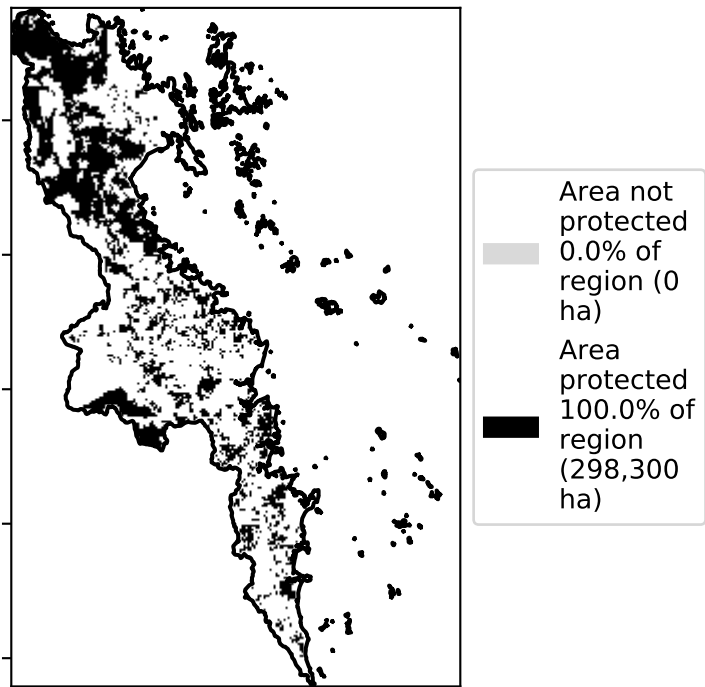 Area not
protected
0.0% of
region (0
ha)
Area
protected
100.0% of
region
(298,300
ha)